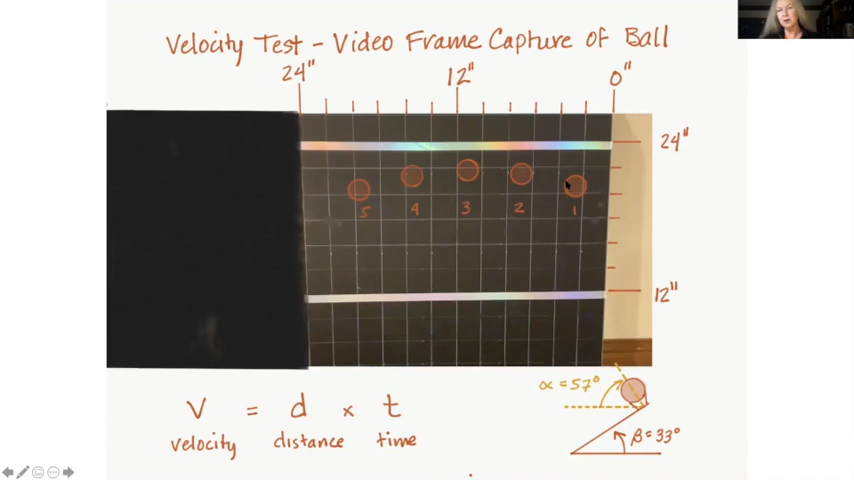 Velocity Test - Video Frame Capture of Ball
24" 12" 0"
24"
5 4 3 2 1
12"
α = 57°
V = d × t
velocity distance time
β = 33°